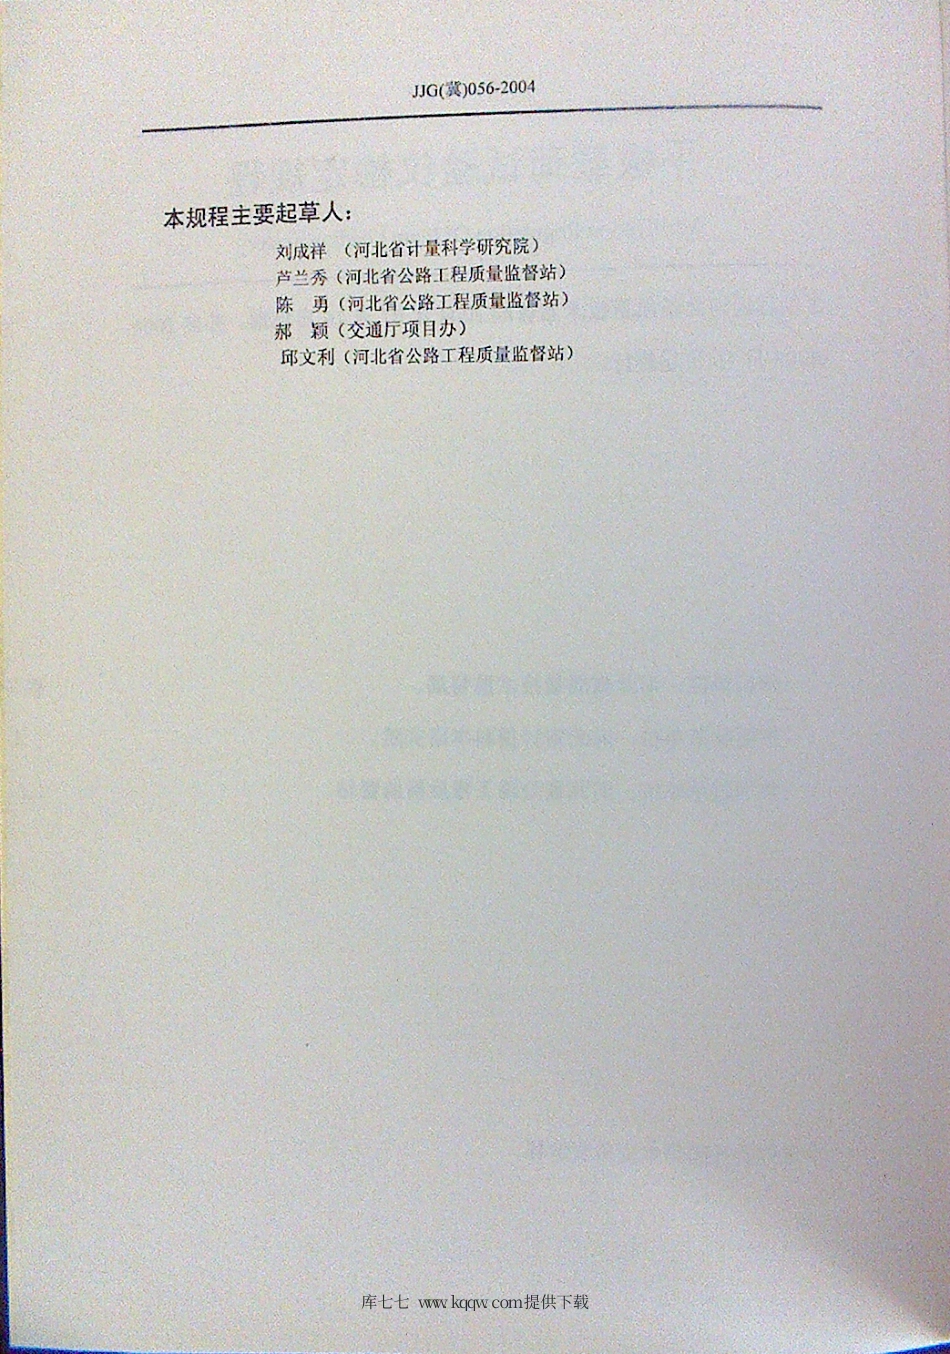 JJG(冀)056-2004
本规程主要起草人：
刘成祥 （河北省计量科学研究院）
芦兰秀（河北省公路工程质量监督站）
陈　勇（河北省公路工程质量监督站）
郝　颖（交通厅项目办）
邱文利（河北省公路工程质量监督站）
库七七 www.kqqw.com提供下载